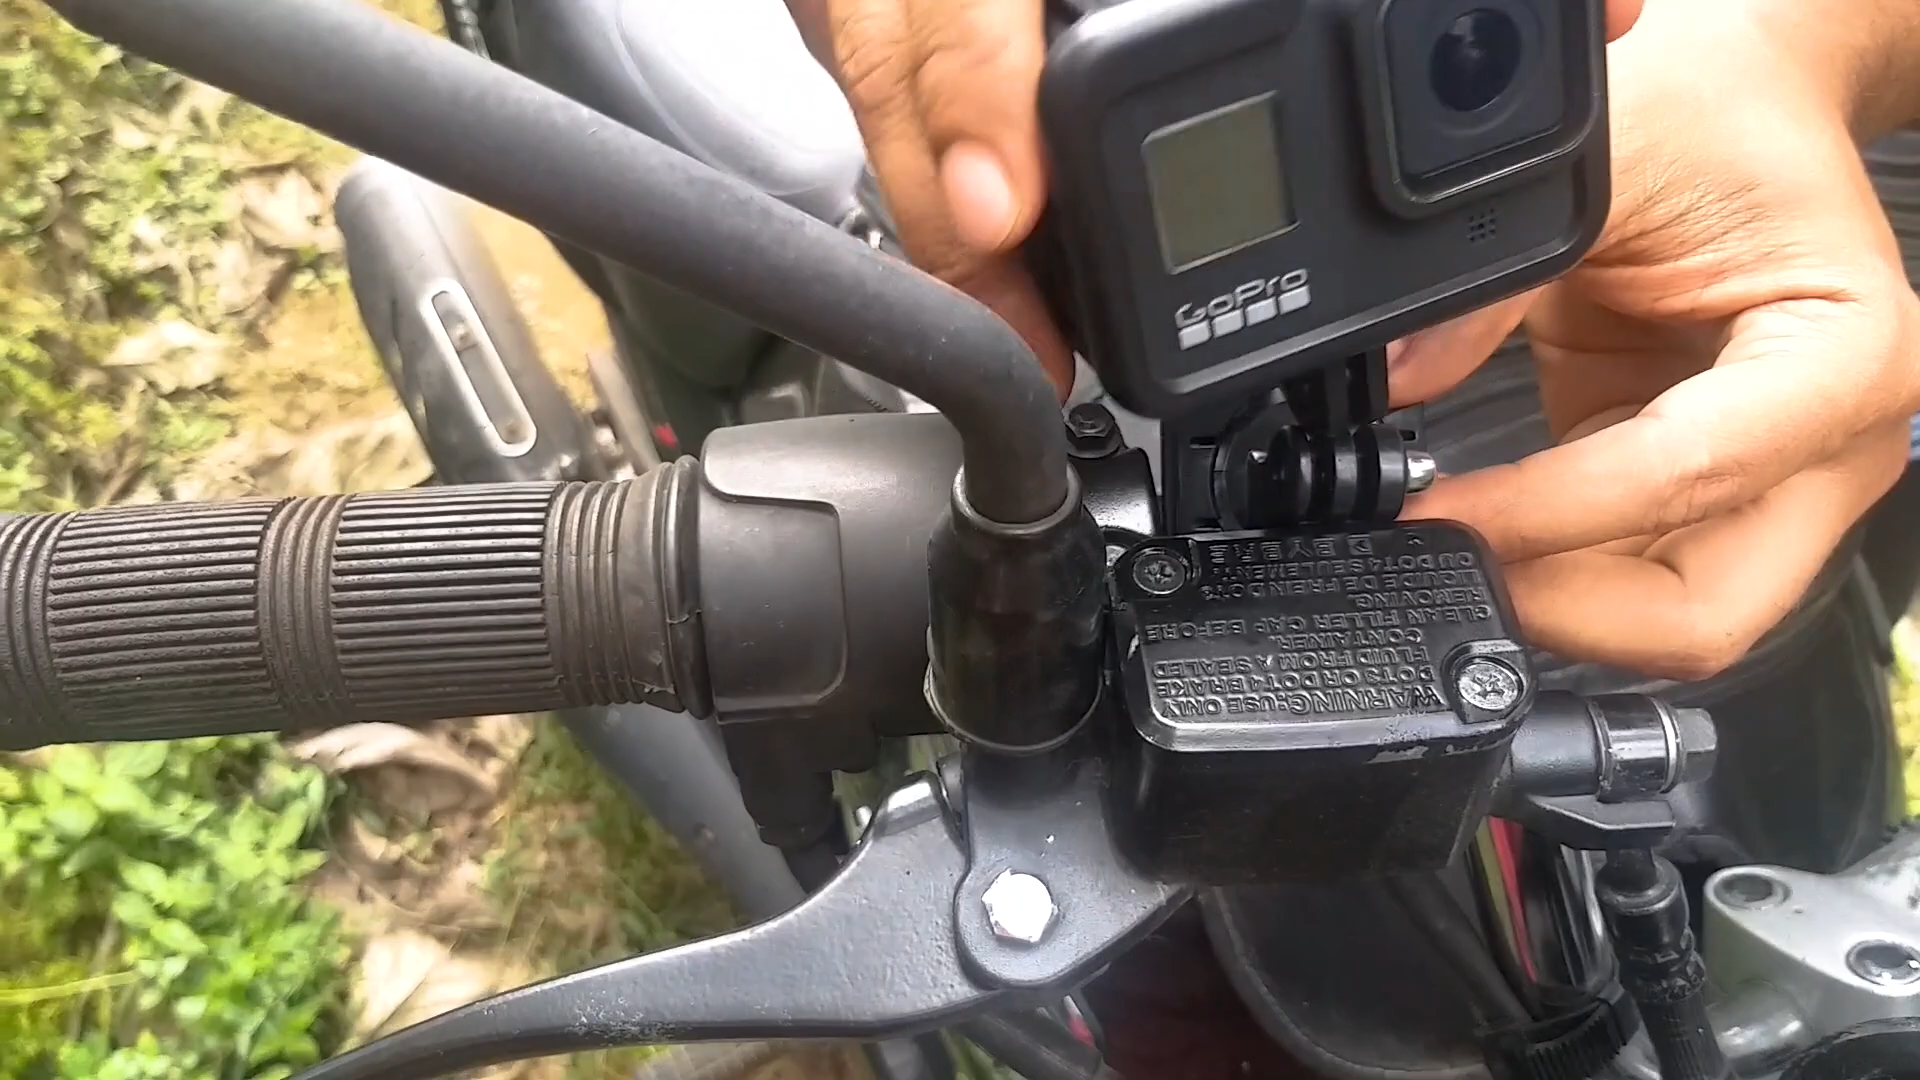 GoPro
WARNING: USE ONLY
DOT3 OR DOT4 BRAKE
FLUID FROM A SEALED
CONTAINER.
CLEAN FILLER CAP BEFORE
REMOVING
LIQUIDE DE FREIN DOT3
OU DOT4 SEULEMENT
BYBRE